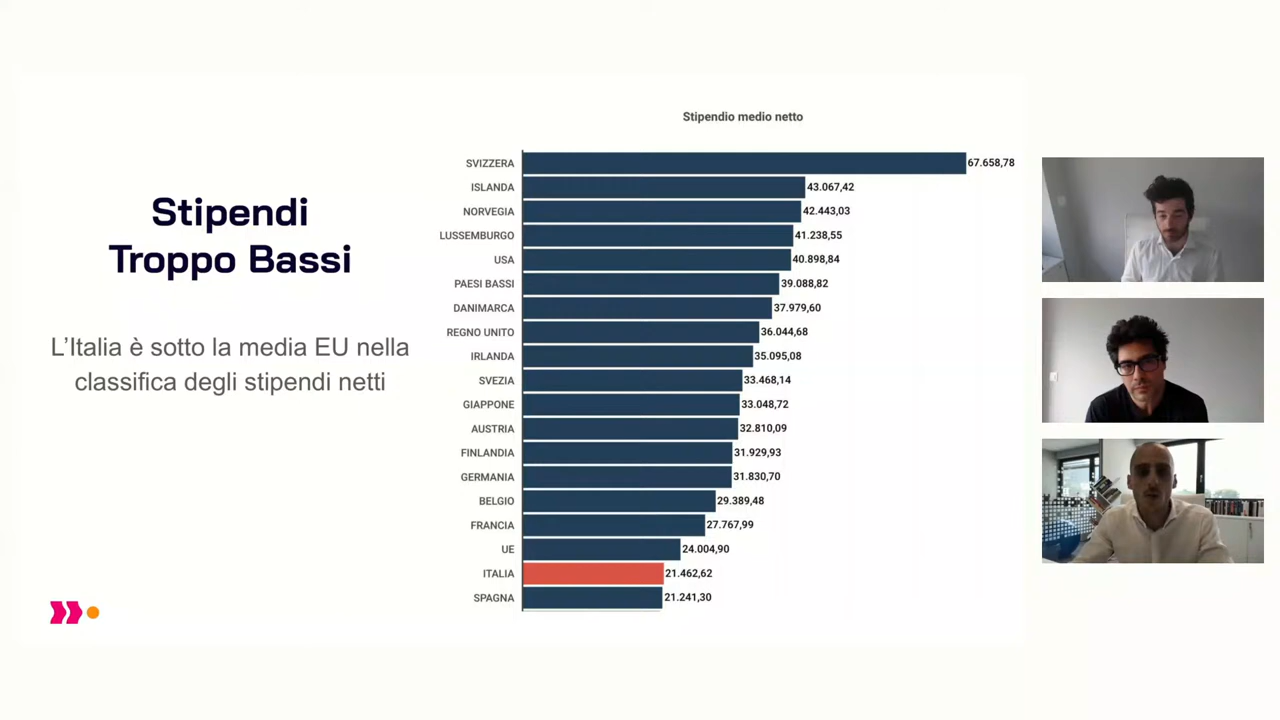 Stipendi
Troppo Bassi
L'Italia è sotto la media EU nella
classifica degli stipendi netti
Stipendio medio netto
SVIZZERA 67.658,78
ISLANDA 43.067,42
NORVEGIA 42.443,03
LUSSEMBURGO 41.238,55
USA 40.898,84
PAESI BASSI 39.088,82
DANIMARCA 37.979,60
REGNO UNITO 36.044,68
IRLANDA 35.095,08
SVEZIA 33.468,14
GIAPPONE 33.048,72
AUSTRIA 32.810,09
FINLANDIA 31.929,93
GERMANIA 31.830,70
BELGIO 29.389,48
FRANCIA 27.767,99
UE 24.004,90
ITALIA 21.462,62
SPAGNA 21.241,30